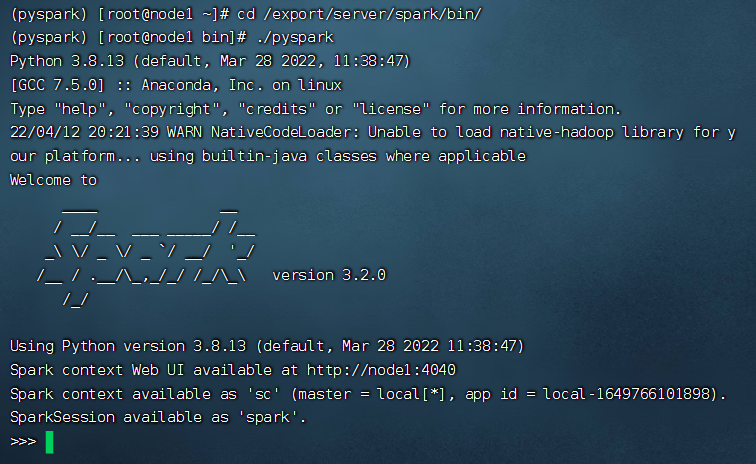 (pyspark) [root@node1 ~]# cd /export/server/spark/bin/
(pyspark) [root@node1 bin]# ./pyspark
Python 3.8.13 (default, Mar 28 2022, 11:38:47)
[GCC 7.5.0] :: Anaconda, Inc. on linux
Type "help", "copyright", "credits" or "license" for more information.
22/04/12 20:21:39 WARN NativeCodeLoader: Unable to load native-hadoop library for y
our platform... using builtin-java classes where applicable
Welcome to
      ____              __
     / __/__  ___ _____/ /__
    _\ \/ _ \/ _ `/ __/  '_/
   /__ / .__/\_,_/_/ /_/\_\   version 3.2.0
      /_/
Using Python version 3.8.13 (default, Mar 28 2022 11:38:47)
Spark context Web UI available at http://node1:4040
Spark context available as 'sc' (master = local[*], app id = local-1649766101898).
SparkSession available as 'spark'.
>>>